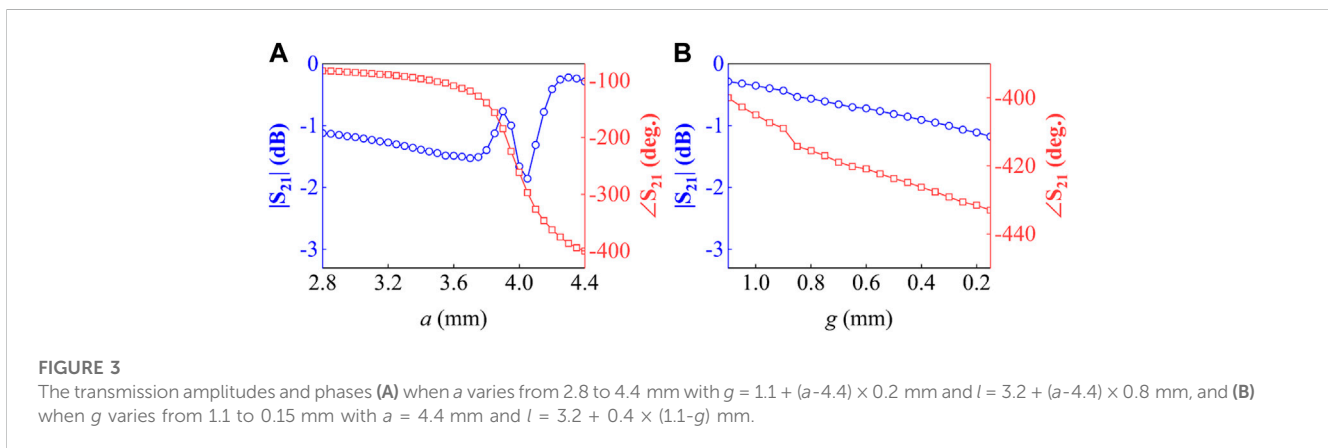 A
B
0
-1
-2
-3
|S21| (dB)
-100
-200
-300
-400
∠S21 (deg.)
2.8 3.2 3.6 4.0 4.4
a (mm)
0
-1
-2
-3
|S21| (dB)
-400
-420
-440
∠S21 (deg.)
1.0 0.8 0.6 0.4 0.2
g (mm)
FIGURE 3
The transmission amplitudes and phases (A) when a varies from 2.8 to 4.4 mm with g = 1.1 + (a-4.4) × 0.2 mm and l = 3.2 + (a-4.4) × 0.8 mm, and (B)
when g varies from 1.1 to 0.15 mm with a = 4.4 mm and l = 3.2 + 0.4 × (1.1-g) mm.